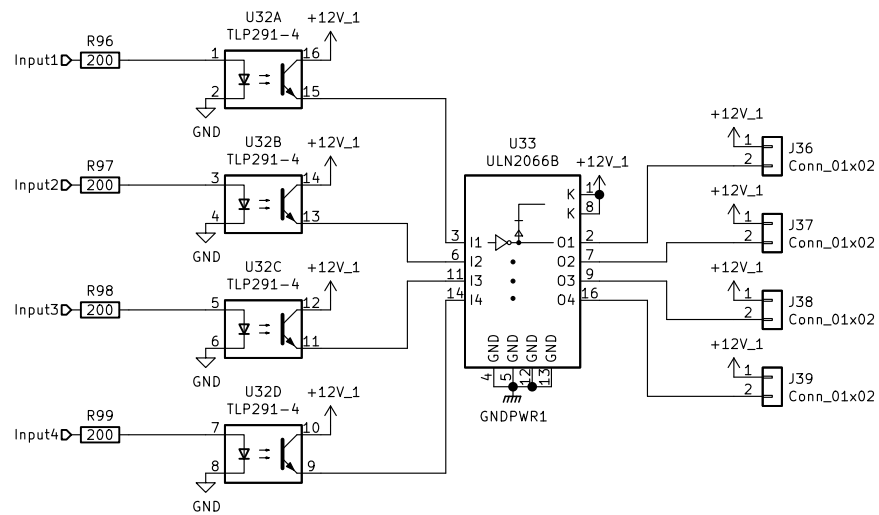 U32A
TLP291-4
+12V_1
R96
Input1
200
1
16
2
15
GND
U32B
TLP291-4
+12V_1
R97
Input2
200
3
14
4
13
GND
U32C
TLP291-4
+12V_1
R98
Input3
200
5
12
6
11
GND
U32D
TLP291-4
+12V_1
R99
Input4
200
7
10
8
9
GND
U33
ULN2066B
+12V_1
K 1
K 8
3 I1
O1 2
6 I2
O2 7
11 I3
O3 9
14 I4
O4 16
GND GND GND GND
4 5 12 13
GNDPWR1
+12V_1
1
2
J36
Conn_01x02
+12V_1
1
2
J37
Conn_01x02
+12V_1
1
2
J38
Conn_01x02
+12V_1
1
2
J39
Conn_01x02